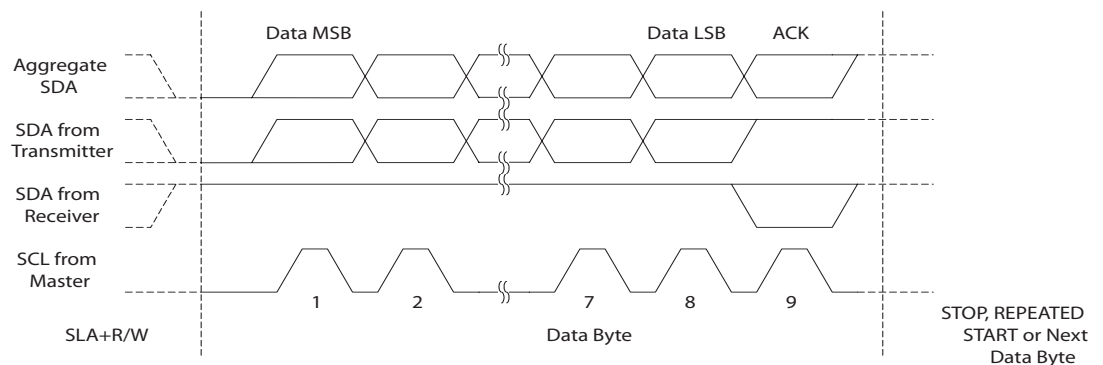 Data MSB
Data LSB
ACK
Aggregate
SDA
SDA from
Transmitter
SDA from
Receiver
SCL from
Master
1
2
7
8
9
SLA+R/W
Data Byte
STOP, REPEATED
START or Next
Data Byte